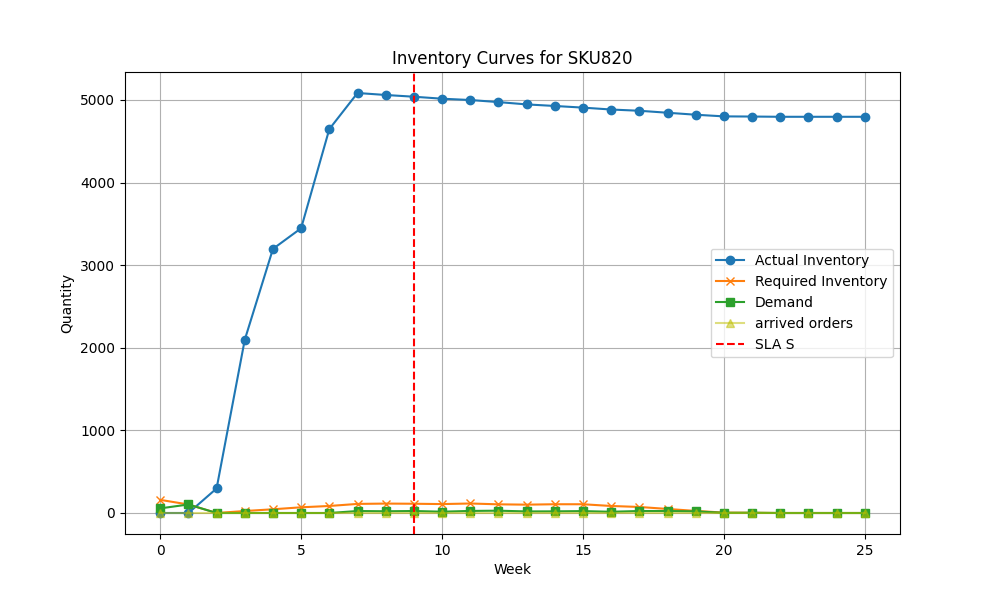 Inventory Curves for SKU820
Quantity
5000
4000
3000
2000
1000
0
0
5
10
15
20
25
Week
Actual Inventory
Required Inventory
Demand
arrived orders
SLA S